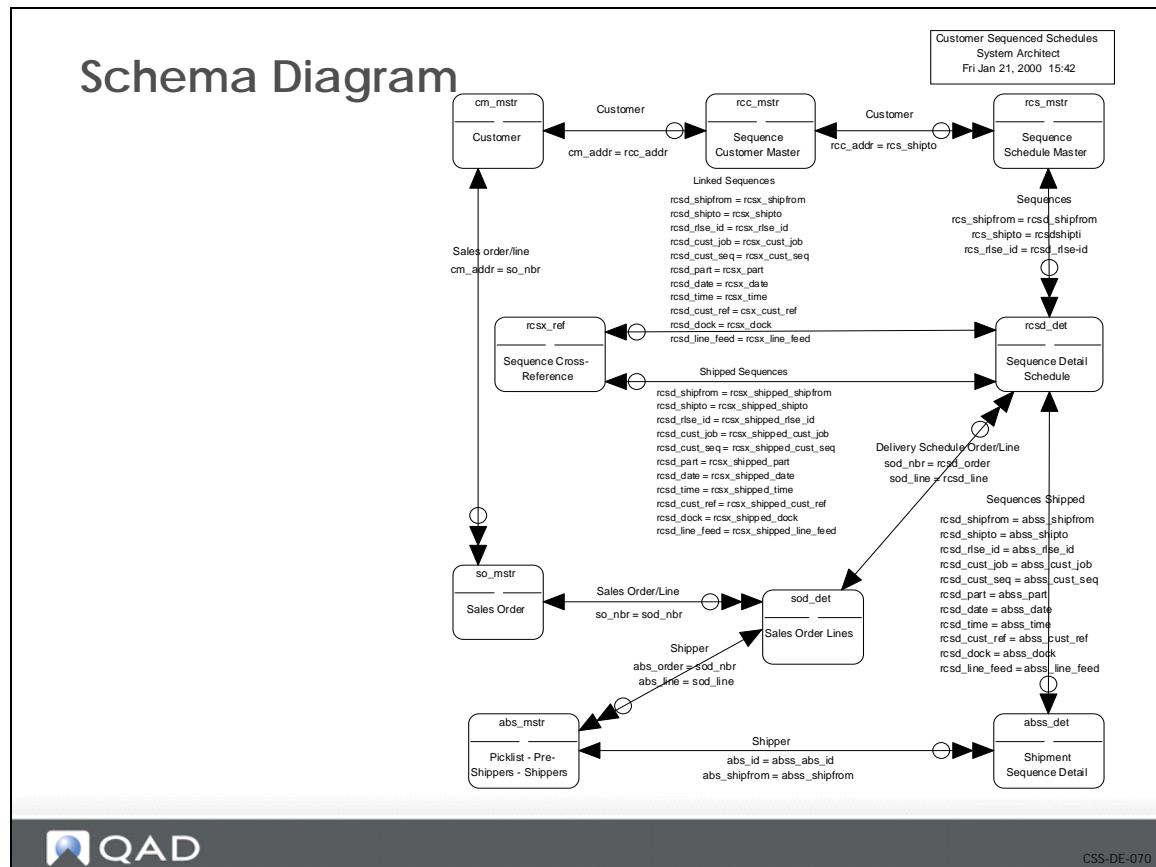 Schema Diagram
Customer Sequenced Schedules
System Architect
Fri Jan 21, 2000 15:42
cm_mstr
Customer
Customer
cm_addr = rcc_addr
rcc_mstr
Sequence
Customer Master
Customer
rcc_addr = rcs_shipto
rcs_mstr
Sequence
Schedule Master
Linked Sequences
rcsd_shipfrom = rcsx_shipfrom
rcsd_shipto = rcsx_shipto
rcsd_rlse_id = rcsx_rlse_id
rcsd_cust_job = rcsx_cust_job
rcsd_cust_seq = rcsx_cust_seq
rcsd_part = rcsx_part
rcsd_date = rcsx_date
rcsd_time = rcsx_time
rcsd_cust_ref = csx_cust_ref
rcsd_dock = rcsx_dock
rcsd_line_feed = rcsx_line_feed
Sequences
rcs_shipfrom = rcsd_shipfrom
rcs_shipto = rcsdshipti
rcs_rlse_id = rcsd_rlse-id
Sales order/line
cm_addr = so_nbr
rcsx_ref
Sequence Cross-
Reference
rcsd_det
Sequence Detail
Schedule
Shipped Sequences
rcsd_shipfrom = rcsx_shipped_shipfrom
rcsd_shipto = rcsx_shipped_shipto
rcsd_rlse_id = rcsx_shipped_rlse_id
rcsd_cust_job = rcsx_shipped_cust_job
rcsd_cust_seq = rcsx_shipped_cust_seq
rcsd_part = rcsx_shipped_part
rcsd_date = rcsx_shipped_date
rcsd_time = rcsx_shipped_time
rcsd_cust_ref = rcsx_shipped_cust_ref
rcsd_dock = rcsx_shipped_dock
rcsd_line_feed = rcsx_shipped_line_feed
Delivery Schedule Order/Line
sod_nbr = rcsd_order
sod_line = rcsd_line
Sequences Shipped
rcsd_shipfrom = abss_shipfrom
rcsd_shipto = abss_shipto
rcsd_rlse_id = abss_rlse_id
rcsd_cust_job = abss_cust_job
rcsd_cust_seq = abss_cust_seq
rcsd_part = abss_part
rcsd_date = abss_date
rcsd_time = abss_time
rcsd_cust_ref = abss_cust_ref
rcsd_dock = abss_dock
rcsd_line_feed = abss_line_feed
so_mstr
Sales Order
Sales Order/Line
so_nbr = sod_nbr
sod_det
Sales Order Lines
Shipper
abs_order = sod_nbr
abs_line = sod_line
abs_mstr
Picklist - Pre-
Shippers - Shippers
Shipper
abs_id = abss_abs_id
abs_shipfrom = abss_shipfrom
abss_det
Shipment
Sequence Detail
QAD
CSS-DE-070